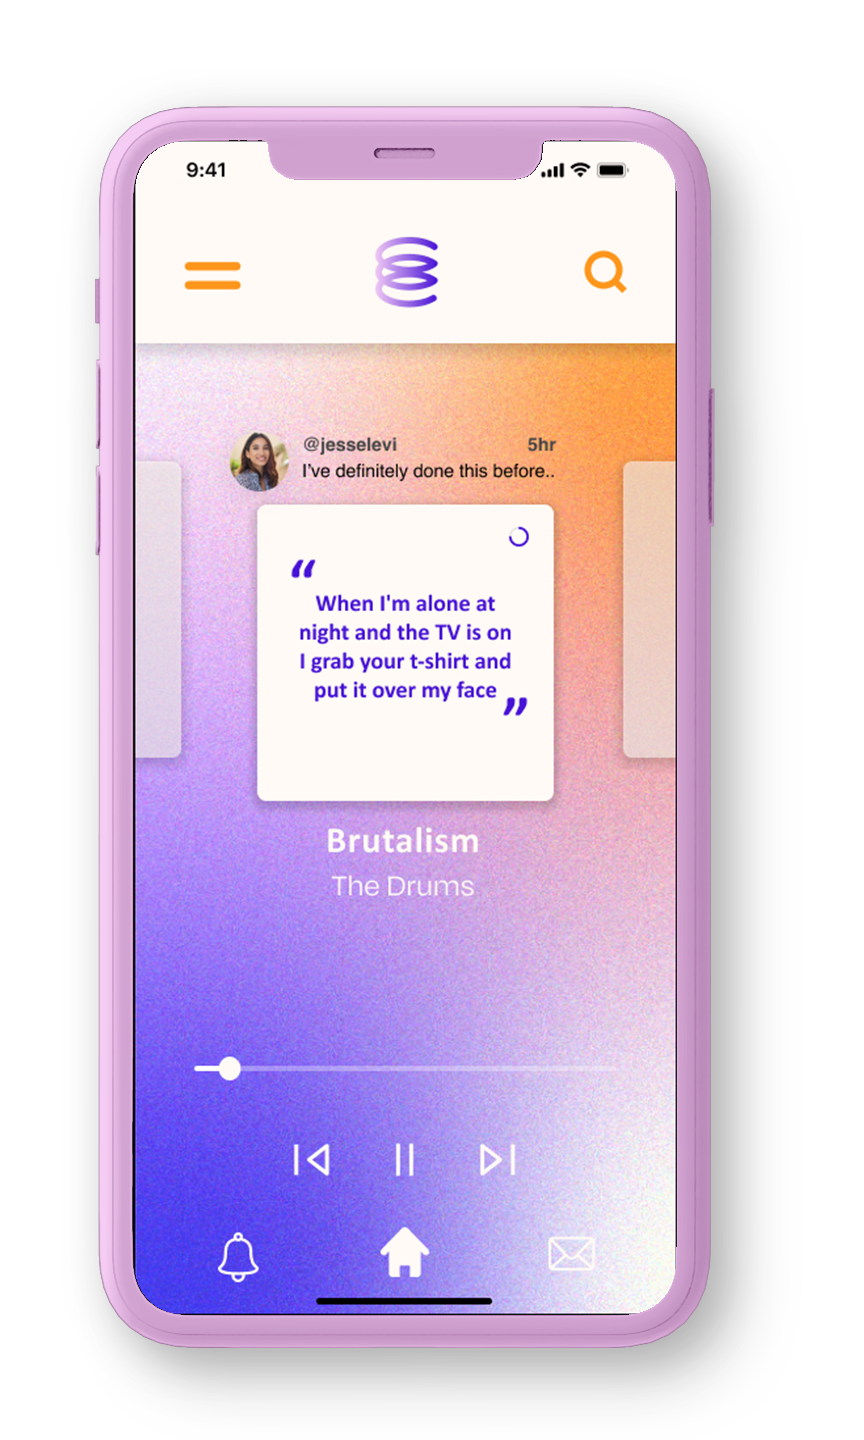 9:41
@jesselevi 5hr
I've definitely done this before..
“
When I'm alone at
night and the TV is on
I grab your t-shirt and
put it over my face
”
Brutalism
The Drums